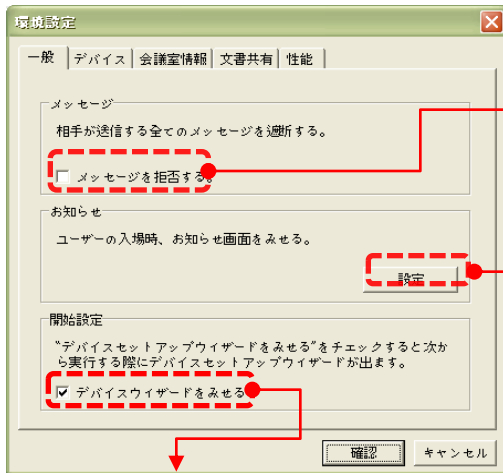 環境設定
一般 デバイス 会議室情報 文書共有 性能
メッセージ
相手が送信する全てのメッセージを遮断する。
メッセージを拒否する。
お知らせ
ユーザーの入場時、お知らせ画面をみせる。
設定
開始設定
"デバイスセットアップウィザードをみせる"をチェックすると次か
ら実行する際にデバイスセットアップウィザードが出ます。
デバイスウィザードをみせる
確認 キャンセル